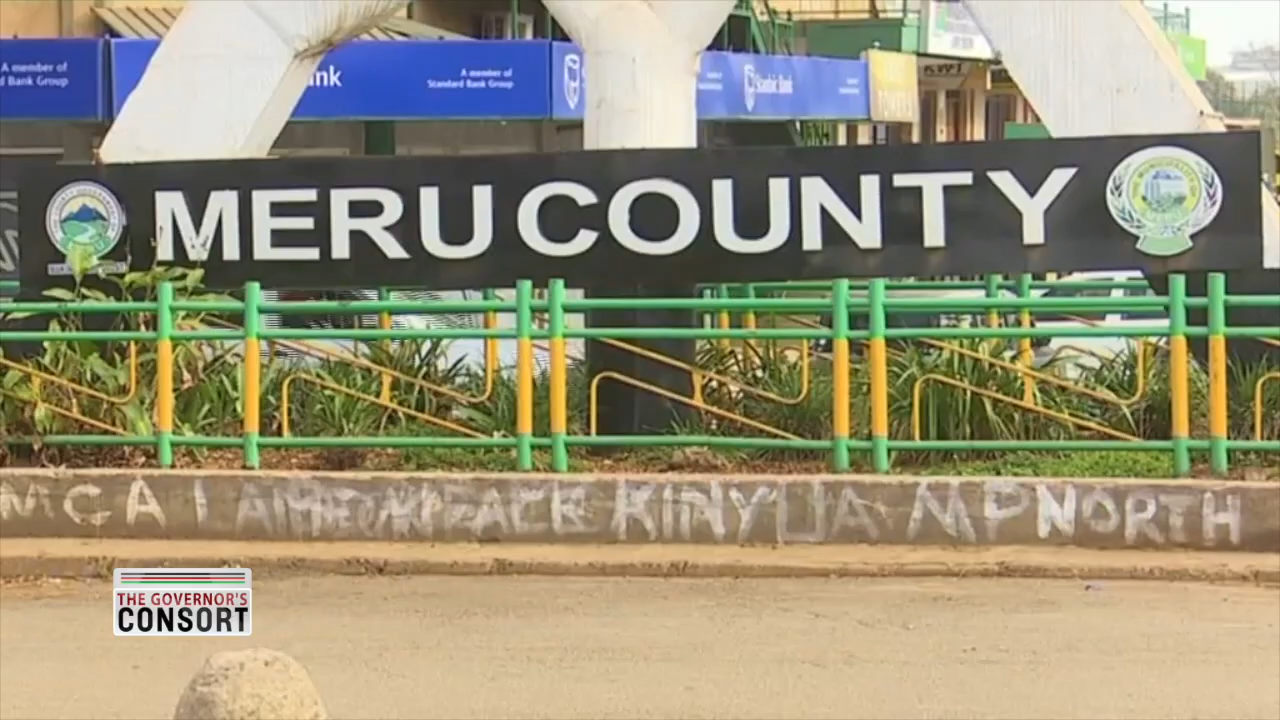 A member of
d Bank Group
nk
A member of
Standard Bank Group
Stanbic Bank
MERU COUNTY
MCA
KINYUA MP NORTH
THE GOVERNOR'S
CONSORT